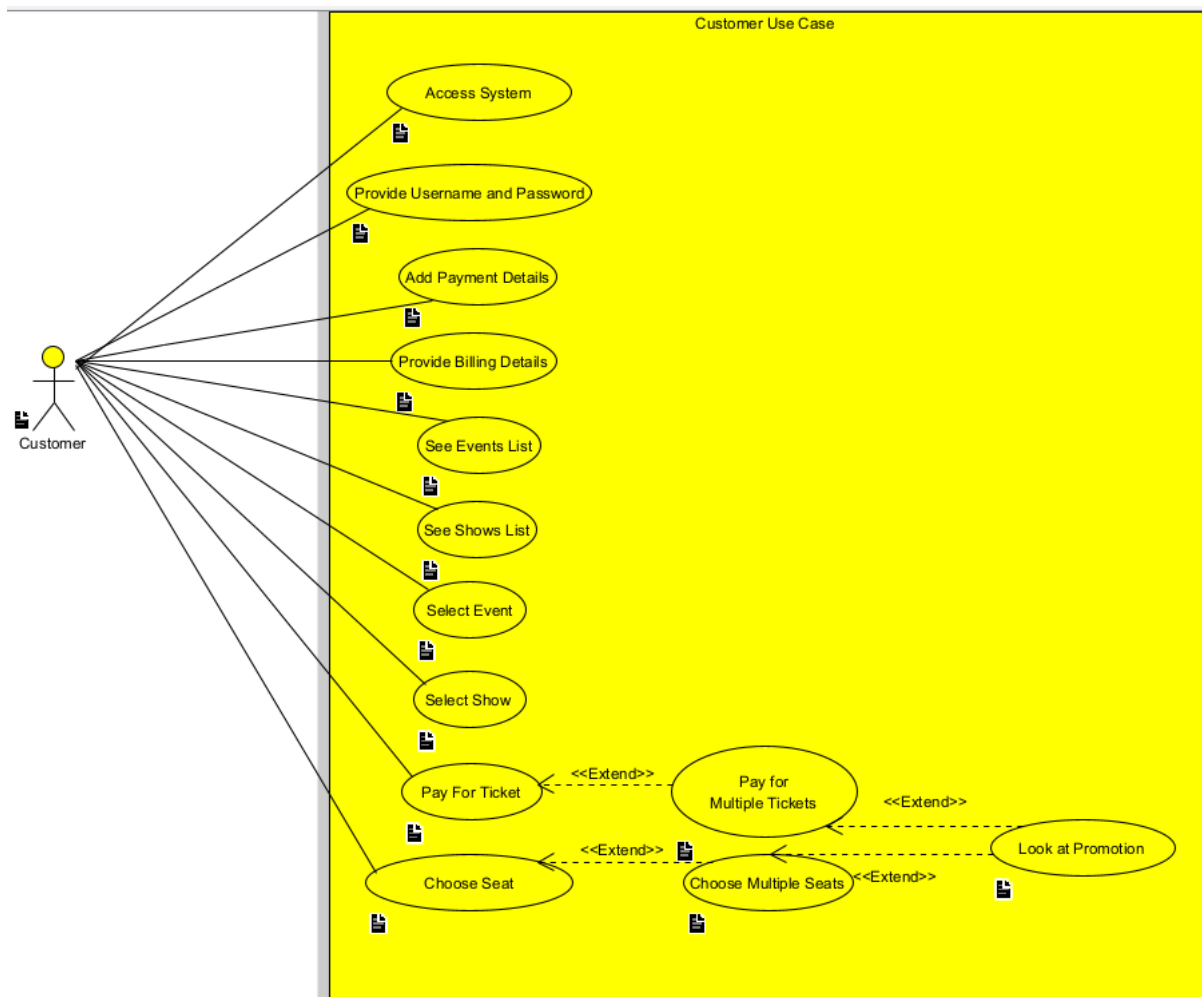 Customer Use Case
Access System
Provide Username and Password
Add Payment Details
Provide Billing Details
Customer
See Events List
See Shows List
Select Event
Select Show
Pay For Ticket
<<Extend>>
Pay for
Multiple Tickets
<<Extend>>
Look at Promotion
Choose Seat
<<Extend>>
Choose Multiple Seats
<<Extend>>